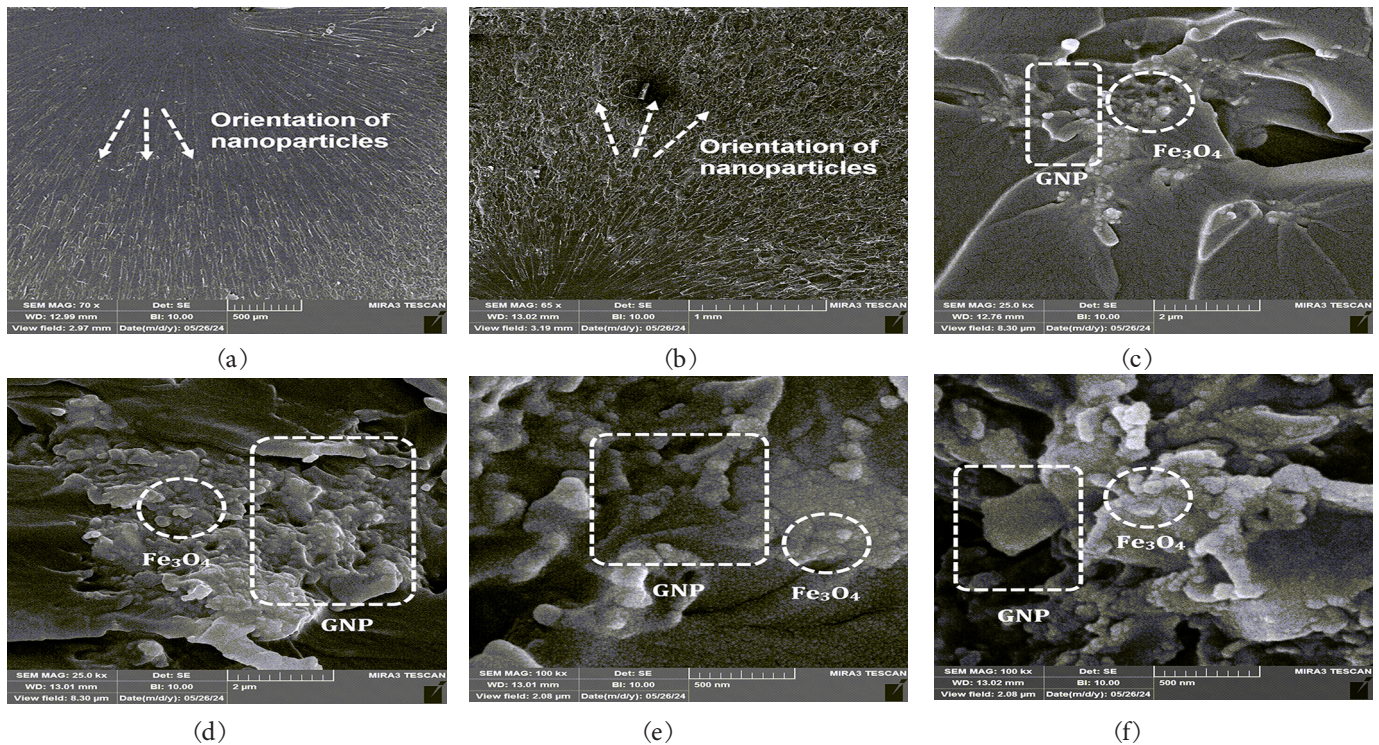 Orientation of
nanoparticles
SEM MAG: 70 x Det: SE MIRA3 TESCAN
WD: 12.99 mm BI: 10.00 500 µm
View field: 2.97 mm Date(m/d/y): 05/26/24
(a)
Orientation of
nanoparticles
SEM MAG: 65 x Det: SE MIRA3 TESCAN
WD: 13.02 mm BI: 10.00 1 mm
View field: 3.19 mm Date(m/d/y): 05/26/24
(b)
Fe₃O₄
GNP
SEM MAG: 25.0 kx Det: SE MIRA3 TESCAN
WD: 12.76 mm BI: 10.00 2 µm
View field: 8.30 µm Date(m/d/y): 05/26/24
(c)
Fe₃O₄
GNP
SEM MAG: 25.0 kx Det: SE MIRA3 TESCAN
WD: 13.01 mm BI: 10.00 2 µm
View field: 8.30 µm Date(m/d/y): 05/26/24
(d)
GNP
Fe₃O₄
SEM MAG: 100 kx Det: SE MIRA3 TESCAN
WD: 13.01 mm BI: 10.00 500 nm
View field: 2.08 µm Date(m/d/y): 05/26/24
(e)
Fe₃O₄
GNP
SEM MAG: 100 kx Det: SE MIRA3 TESCAN
WD: 13.02 mm BI: 10.00 500 nm
View field: 2.08 µm Date(m/d/y): 05/26/24
(f)